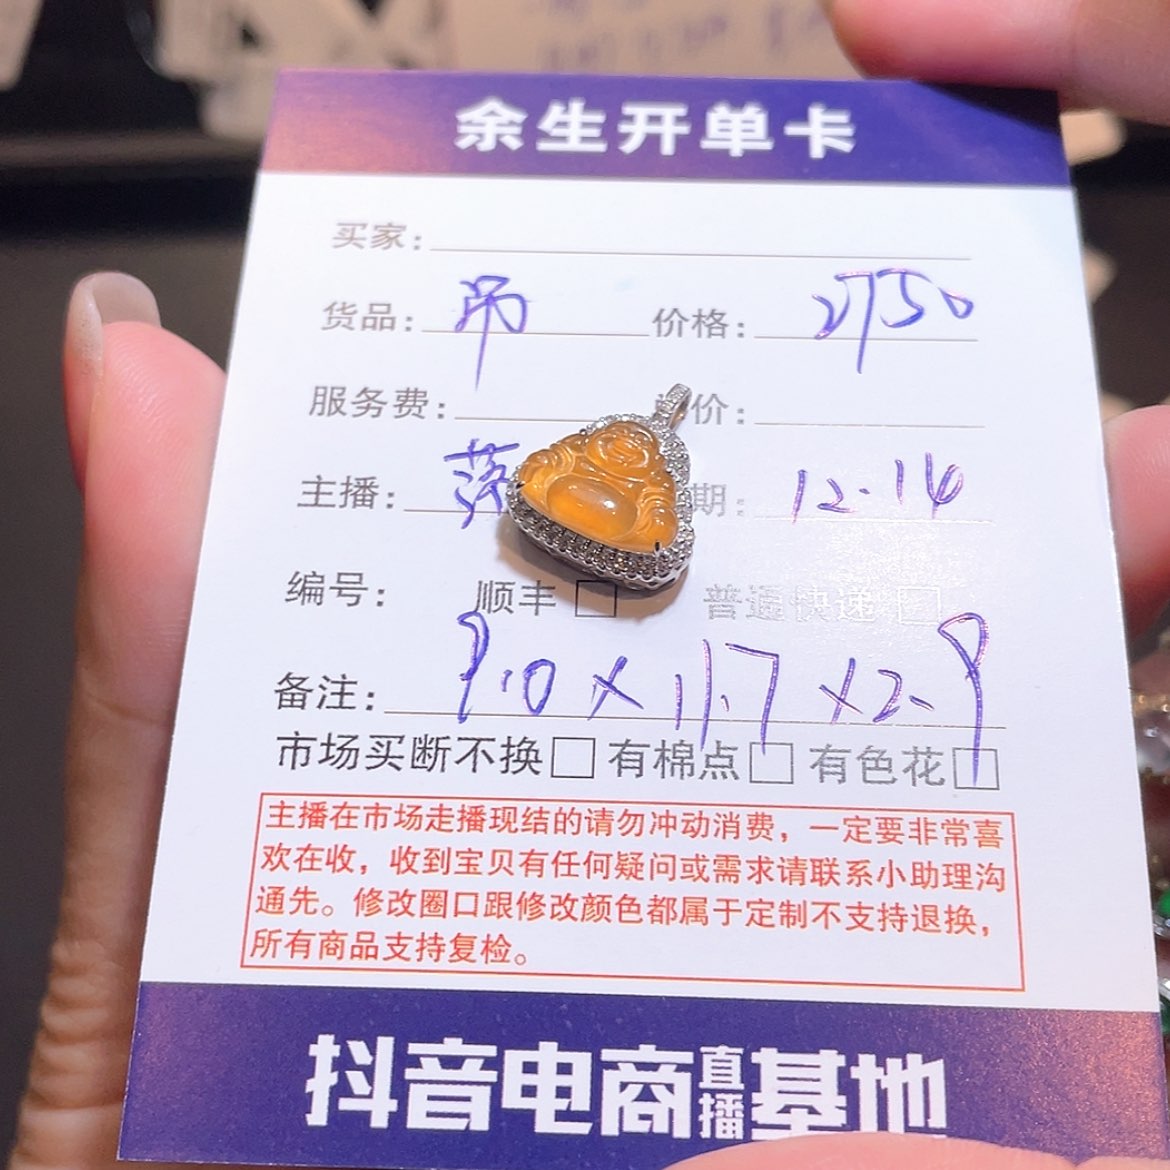 余生开单卡
买家:
货品: 吊 价格: 2750
服务费: 价:
主播: 萍 期: 12.14
编号: 顺丰 普通快递
备注: 9.0×11.7×2.9
市场买断不换 有棉点 有色花
主播在市场走播现结的请勿冲动消费，一定要非常喜
欢在收，收到宝贝有任何疑问或需求请联系小助理沟
通先。修改圈口跟修改颜色都属于定制不支持退换，
所有商品支持复检。
抖音电商直播基地